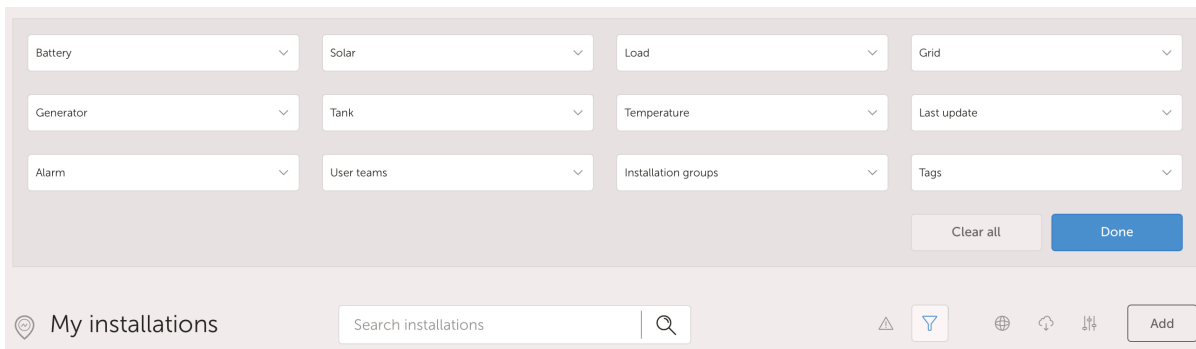 Battery
Solar
Load
Grid
Generator
Tank
Temperature
Last update
Alarm
User teams
Installation groups
Tags
Clear all
Done
My installations
Search installations
Add